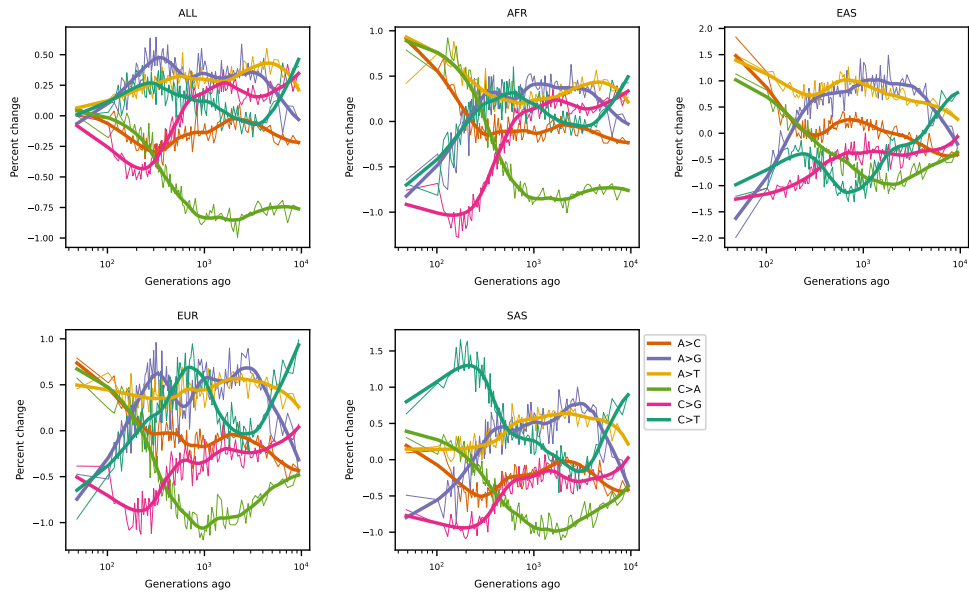 ALL
Percent change
0.50
0.25
0.00
−0.25
−0.50
−0.75
−1.00
10²
10³
10⁴
Generations ago
AFR
Percent change
1.0
0.5
0.0
−0.5
−1.0
10²
10³
10⁴
Generations ago
EAS
Percent change
2.0
1.5
1.0
0.5
0.0
−0.5
−1.0
−1.5
−2.0
10²
10³
10⁴
Generations ago
EUR
Percent change
1.0
0.5
0.0
−0.5
−1.0
10²
10³
10⁴
Generations ago
SAS
Percent change
1.5
1.0
0.5
0.0
−0.5
−1.0
10²
10³
10⁴
Generations ago
A>C
A>G
A>T
C>A
C>G
C>T